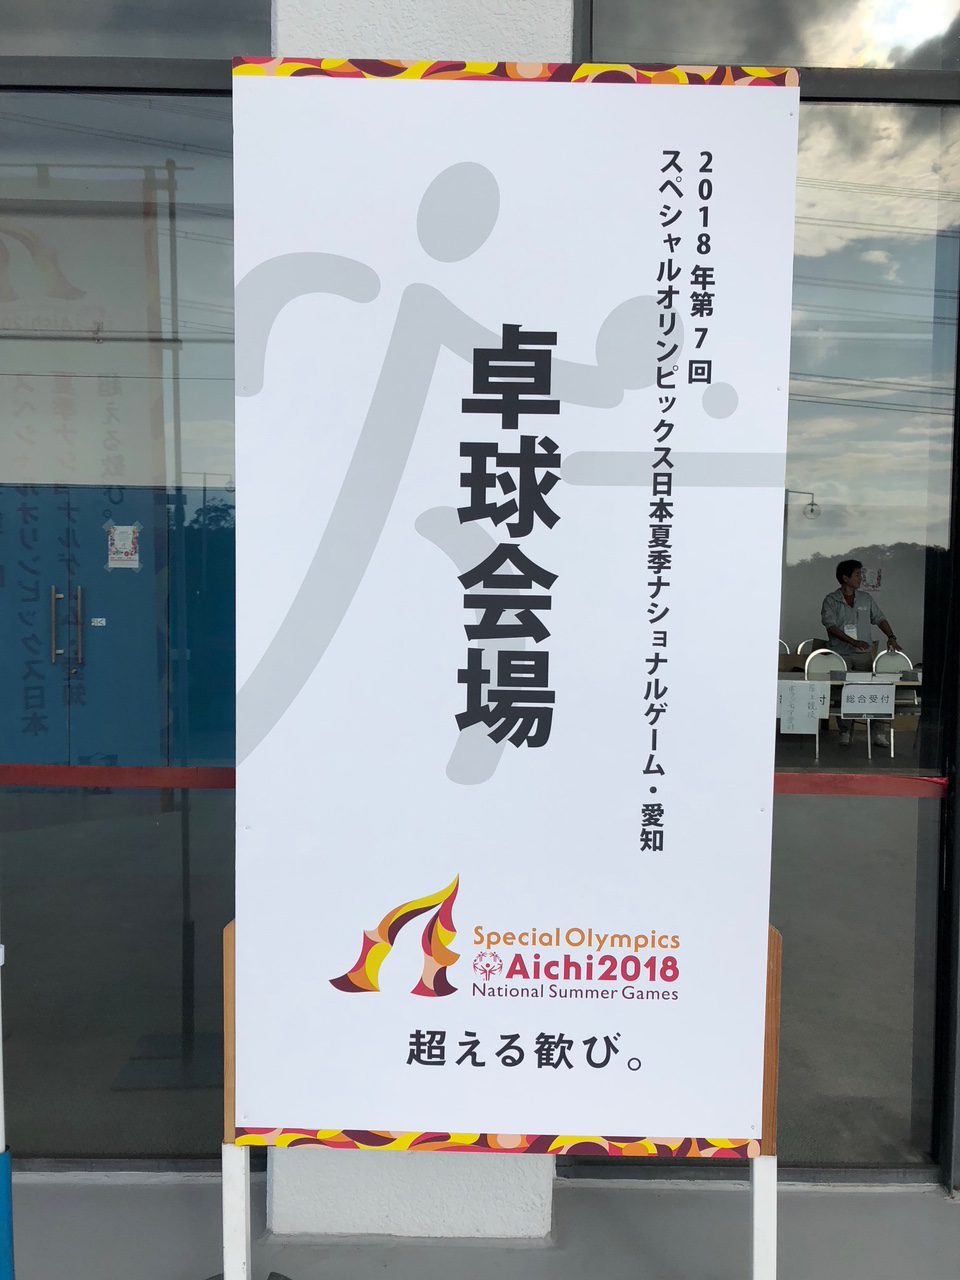 2018年第7回
スペシャルオリンピックス日本夏季ナショナルゲーム・愛知
卓球会場
Special Olympics
Aichi2018
National Summer Games
超える歓び。
総合受付